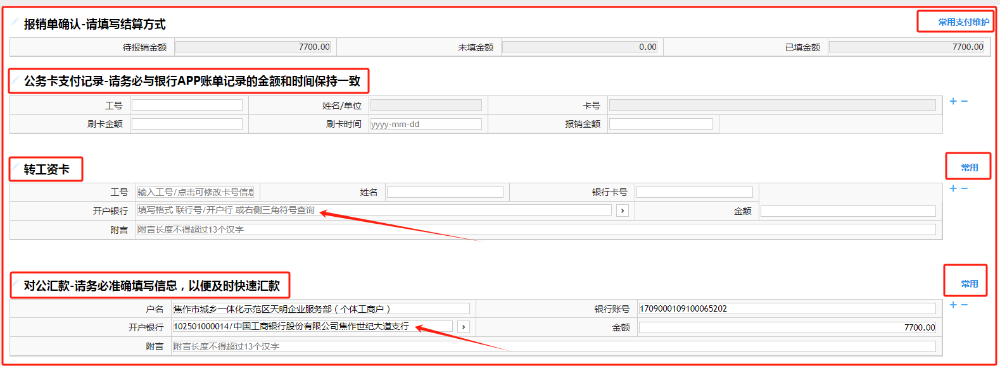 报销单确认-请填写结算方式
常用支付维护
待报销金额 7700.00 未填金额 0.00 已填金额 7700.00
公务卡支付记录-请务必与银行APP账单记录的金额和时间保持一致
工号 姓名/单位 卡号
刷卡金额 刷卡时间 yyyy-mm-dd 报销金额
转工资卡
常用
工号 输入工号/点击可修改卡号信息 姓名 银行卡号
开户银行 填写格式 联行号/开户行 或右侧三角符号查询 金额
附言 附言长度不得超过13个汉字
对公汇款-请务必准确填写信息，以便及时快速汇款
常用
户名 焦作市城乡一体化示范区天明企业服务部（个体工商户） 银行账号 1709000109100065202
开户银行 102501000014/中国工商银行股份有限公司焦作世纪大道支行 金额 7700.00
附言 附言长度不得超过13个汉字